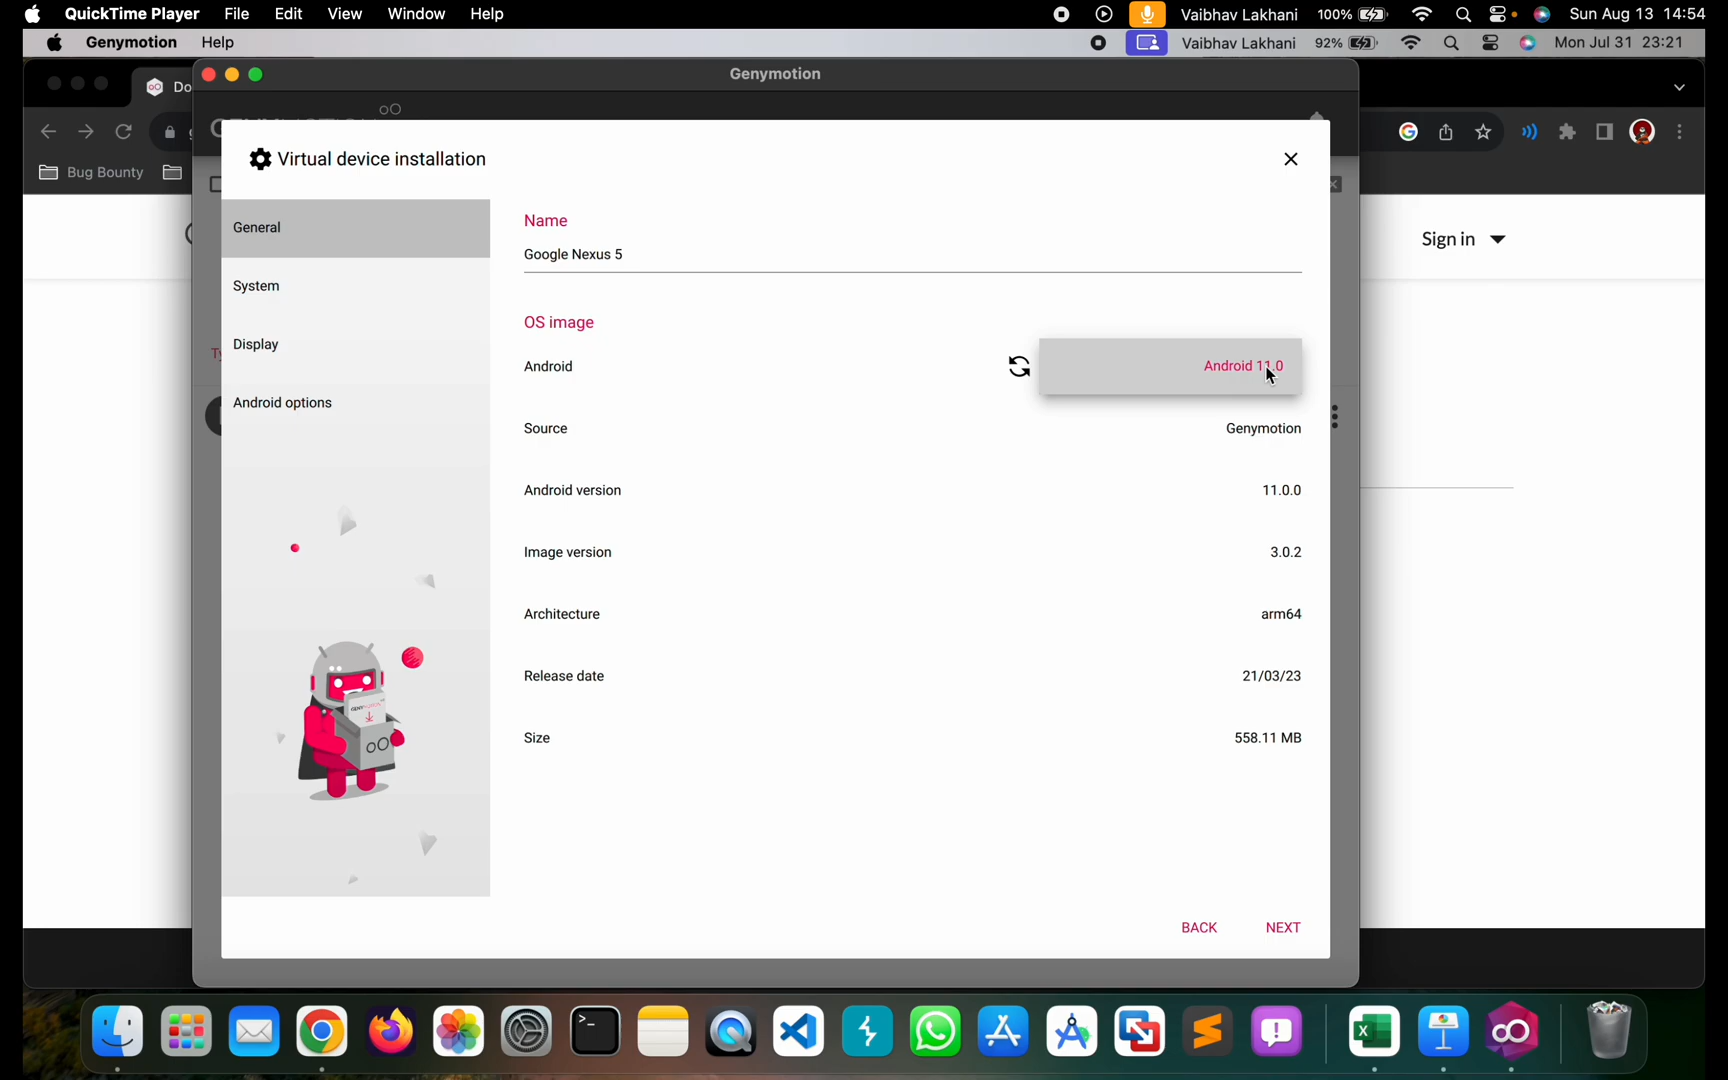 QuickTime Player File Edit View Window Help Vaibhav Lakhani 100% Sun Aug 13 14:54
Genymotion Help Vaibhav Lakhani 92% Mon Jul 31 23:21
Do
Genymotion
Bug Bounty
Virtual device installation
Sign in
General
System
Display
Android options
Name
Google Nexus 5
OS image
Android Android 11.0
Source Genymotion
Android version 11.0.0
Image version 3.0.2
Architecture arm64
Release date 21/03/23
Size 558.11 MB
BACK NEXT